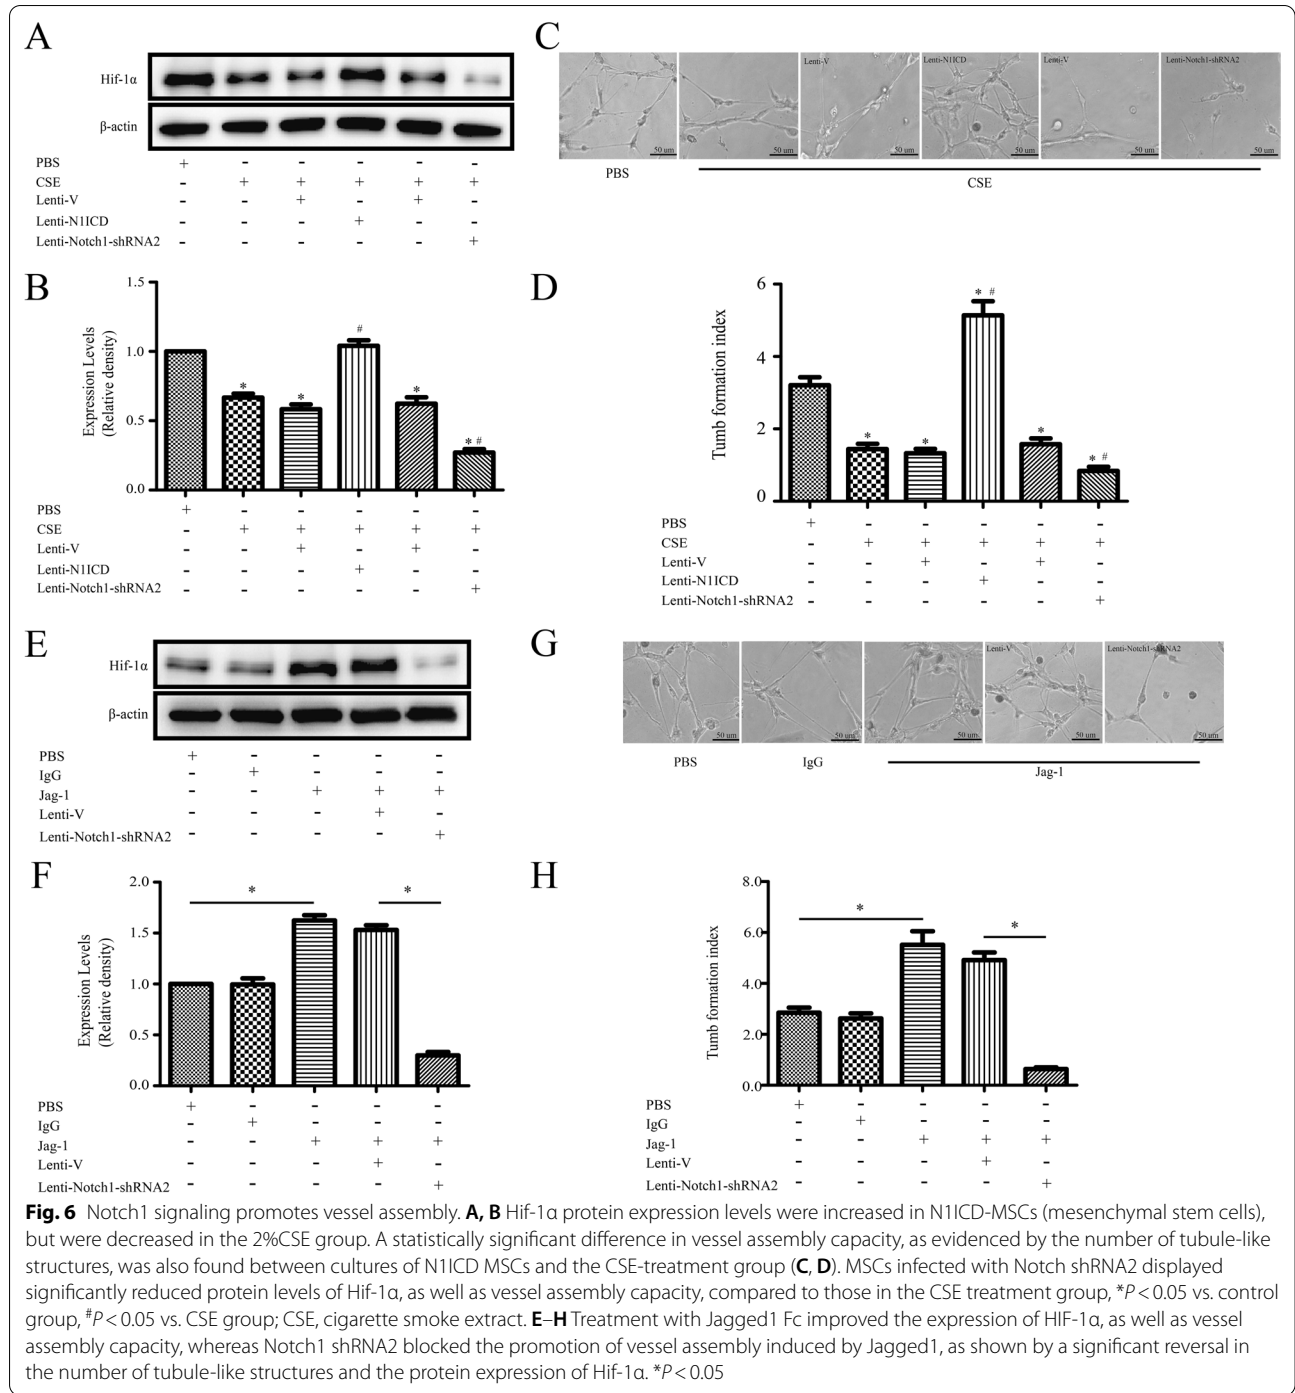 A
Hif-1α
β-actin
PBS + - - - - -
CSE - + + + + +
Lenti-V - - + - + -
Lenti-N1ICD - - - + - -
Lenti-Notch1-shRNA2 - - - - - +
C
Lenti-V Lenti-N1ICD Lenti-V Lenti-Notch1-shRNA2
50 um 50 um 50 um 50 um 50 um 50 um
PBS CSE
B
Expression Levels
(Relative density)
1.5
1.0
0.5
0.0
* * # * * #
PBS + - - - - -
CSE - + + + + +
Lenti-V - - + - + -
Lenti-N1ICD - - - + - -
Lenti-Notch1-shRNA2 - - - - - +
D
Tumb formation index
6
4
2
0
* * * # * * #
PBS + - - - - -
CSE - + + + + +
Lenti-V - - + - + -
Lenti-N1ICD - - - + - -
Lenti-Notch1-shRNA2 - - - - - +
E
Hif-1α
β-actin
PBS + - - - -
IgG - + - - -
Jag-1 - - + + +
Lenti-V - - - + -
Lenti-Notch1-shRNA2 - - - - +
G
Lenti-V Lenti-Notch1-shRNA2
50 um 50 um 50 um 50 um 50 um
PBS IgG Jag-1
F
Expression Levels
(Relative density)
2.0
1.5
1.0
0.5
0.0
* *
PBS + - - - -
IgG - + - - -
Jag-1 - - + + +
Lenti-V - - - + -
Lenti-Notch1-shRNA2 - - - - +
H
Tumb formation index
8.0
6.0
4.0
2.0
0.0
* *
PBS + - - - -
IgG - + - - -
Jag-1 - - + + +
Lenti-V - - - + -
Lenti-Notch1-shRNA2 - - - - +
Fig. 6 Notch1 signaling promotes vessel assembly. A, B Hif-1α protein expression levels were increased in N1ICD-MSCs (mesenchymal stem cells),
but were decreased in the 2%CSE group. A statistically significant difference in vessel assembly capacity, as evidenced by the number of tubule-like
structures, was also found between cultures of N1ICD MSCs and the CSE-treatment group (C, D). MSCs infected with Notch shRNA2 displayed
significantly reduced protein levels of Hif-1α, as well as vessel assembly capacity, compared to those in the CSE treatment group, *P < 0.05 vs. control
group, #P < 0.05 vs. CSE group; CSE, cigarette smoke extract. E–H Treatment with Jagged1 Fc improved the expression of HIF-1α, as well as vessel
assembly capacity, whereas Notch1 shRNA2 blocked the promotion of vessel assembly induced by Jagged1, as shown by a significant reversal in
the number of tubule-like structures and the protein expression of Hif-1α. *P < 0.05